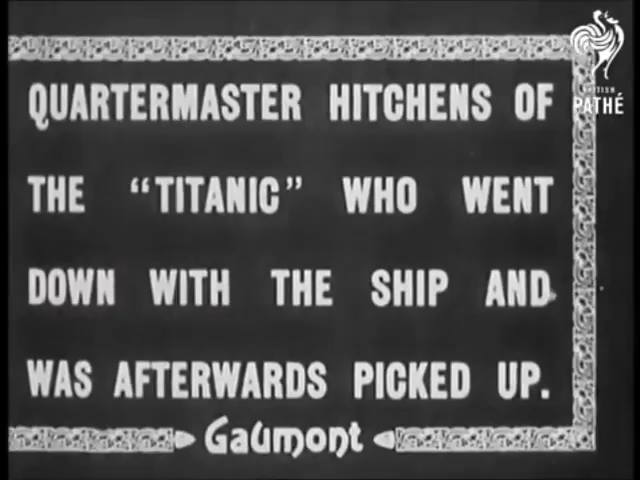 BRITISH
PATHÉ
QUARTERMASTER HITCHENS OF
THE “TITANIC” WHO WENT
DOWN WITH THE SHIP AND
WAS AFTERWARDS PICKED UP.
Gaumont